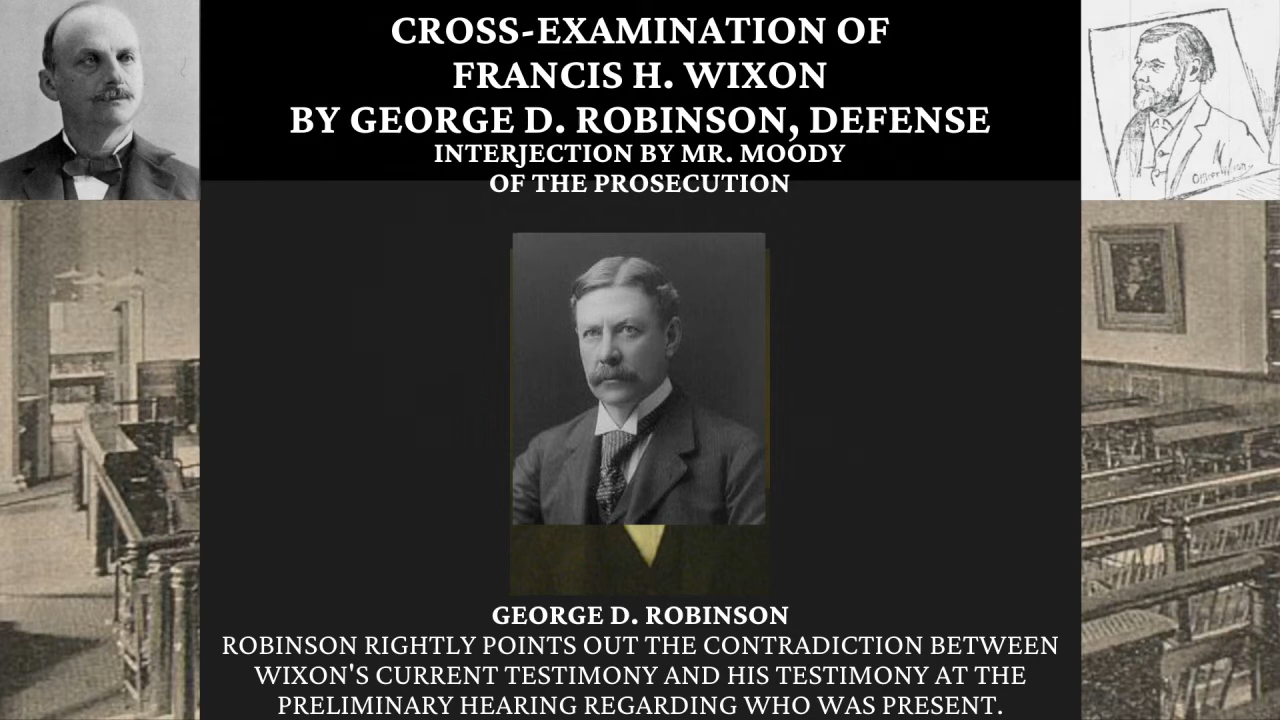 CROSS-EXAMINATION OF
FRANCIS H. WIXON
BY GEORGE D. ROBINSON, DEFENSE
INTERJECTION BY MR. MOODY
OF THE PROSECUTION
GEORGE D. ROBINSON
ROBINSON RIGHTLY POINTS OUT THE CONTRADICTION BETWEEN
WIXON'S CURRENT TESTIMONY AND HIS TESTIMONY AT THE
PRELIMINARY HEARING REGARDING WHO WAS PRESENT.